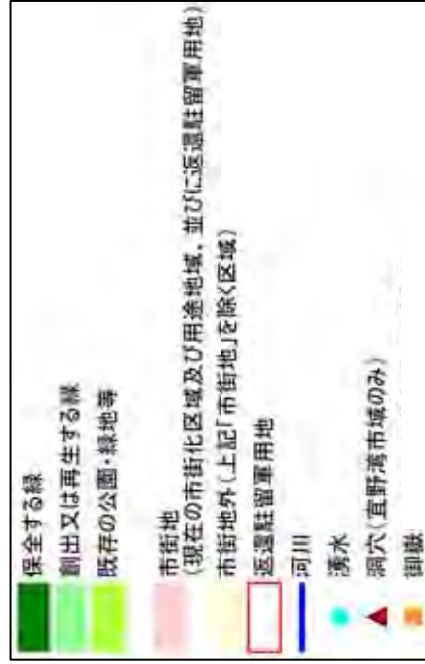 保全する緑
創出又は再生する緑
既存の公園・緑地等
市街地
(現在の市街化区域及び用途地域、並びに返還駐留軍用地)
市街地外(上記「市街地」を除く区域)
返還駐留軍用地
河川
湧水
洞穴(宜野湾市域のみ)
御嶽